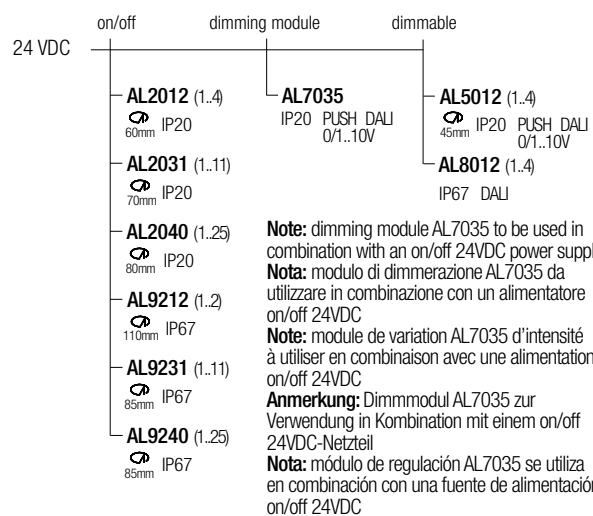 on/off dimming module dimmable
24 VDC
AL2012 (1..4)
60mm IP20
AL2031 (1..11)
70mm IP20
AL2040 (1..25)
80mm IP20
AL9212 (1..2)
110mm IP67
AL9231 (1..11)
85mm IP67
AL9240 (1..25)
85mm IP67
AL7035
IP20 PUSH DALI
0/1..10V
AL5012 (1..4)
45mm IP20 PUSH DALI
0/1..10V
AL8012 (1..4)
IP67 DALI
Note: dimming module AL7035 to be used in
combination with an on/off 24VDC power suppl
Nota: modulo di dimmerazione AL7035 da
utilizzare in combinazione con un alimentatore
on/off 24VDC
Note: module de variation AL7035 d'intensité
à utiliser en combinaison avec une alimentation
on/off 24VDC
Anmerkung: Dimmmodul AL7035 zur
Verwendung in Kombination mit einem on/off
24VDC-Netzteil
Nota: módulo de regulación AL7035 se utiliza
en combinación con una fuente de alimentación
on/off 24VDC